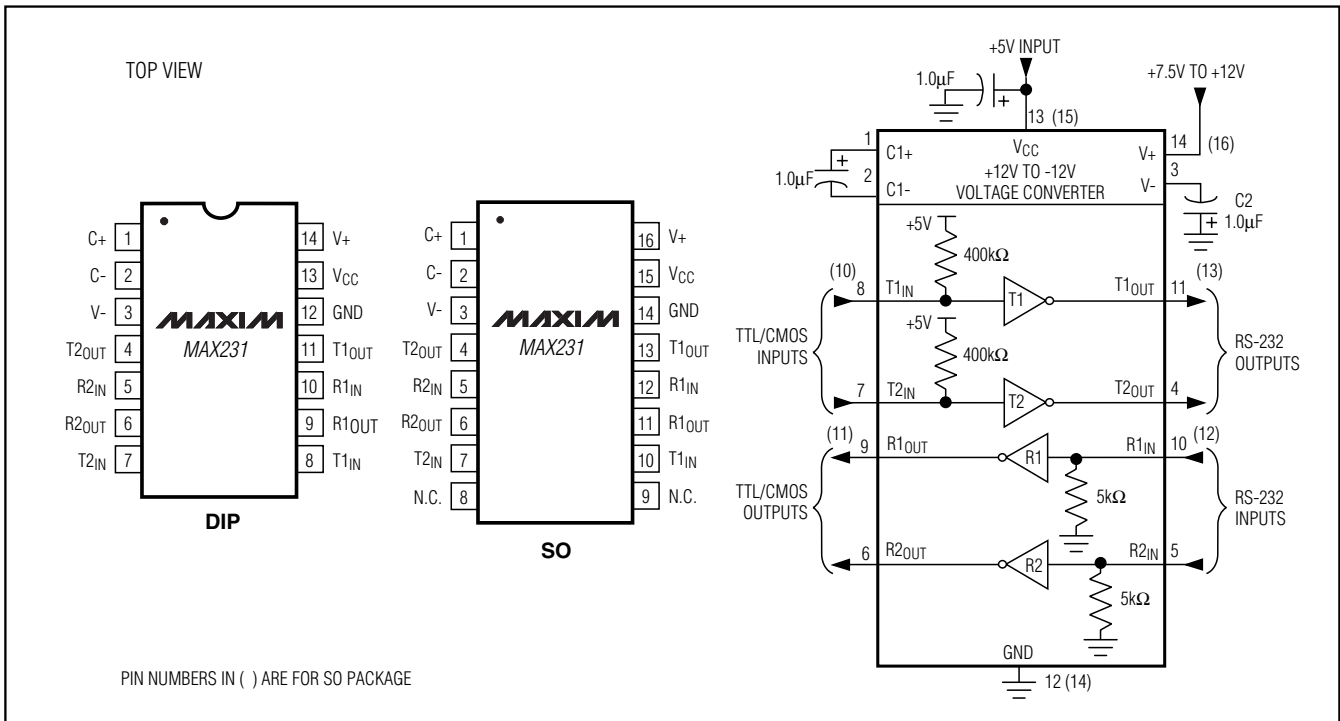 TOP VIEW
DIP
C+ 1
C- 2
V- 3
T2OUT 4
R2IN 5
R2OUT 6
T2IN 7
14 V+
13 VCC
12 GND
11 T1OUT
10 R1IN
9 R1OUT
8 T1IN
MAXIM
MAX231
SO
C+ 1
C- 2
V- 3
T2OUT 4
R2IN 5
R2OUT 6
T2IN 7
N.C. 8
16 V+
15 VCC
14 GND
13 T1OUT
12 R1IN
11 R1OUT
10 T1IN
9 N.C.
MAXIM
MAX231
PIN NUMBERS IN ( ) ARE FOR SO PACKAGE
+5V INPUT
1.0µF
+
+7.5V TO +12V
13 (15)
VCC
1 C1+
+
1.0µF
2 C1-
+12V TO -12V
VOLTAGE CONVERTER
V+ 14 (16)
V- 3
C2
+ 1.0µF
+5V
400kΩ
(10)
8 T1IN
T1
T1OUT 11
(13)
+5V
400kΩ
TTL/CMOS
INPUTS
RS-232
OUTPUTS
7 T2IN
T2
T2OUT 4
(11)
9 R1OUT
R1
R1IN 10
(12)
5kΩ
TTL/CMOS
OUTPUTS
RS-232
INPUTS
6 R2OUT
R2
R2IN 5
5kΩ
GND
12 (14)